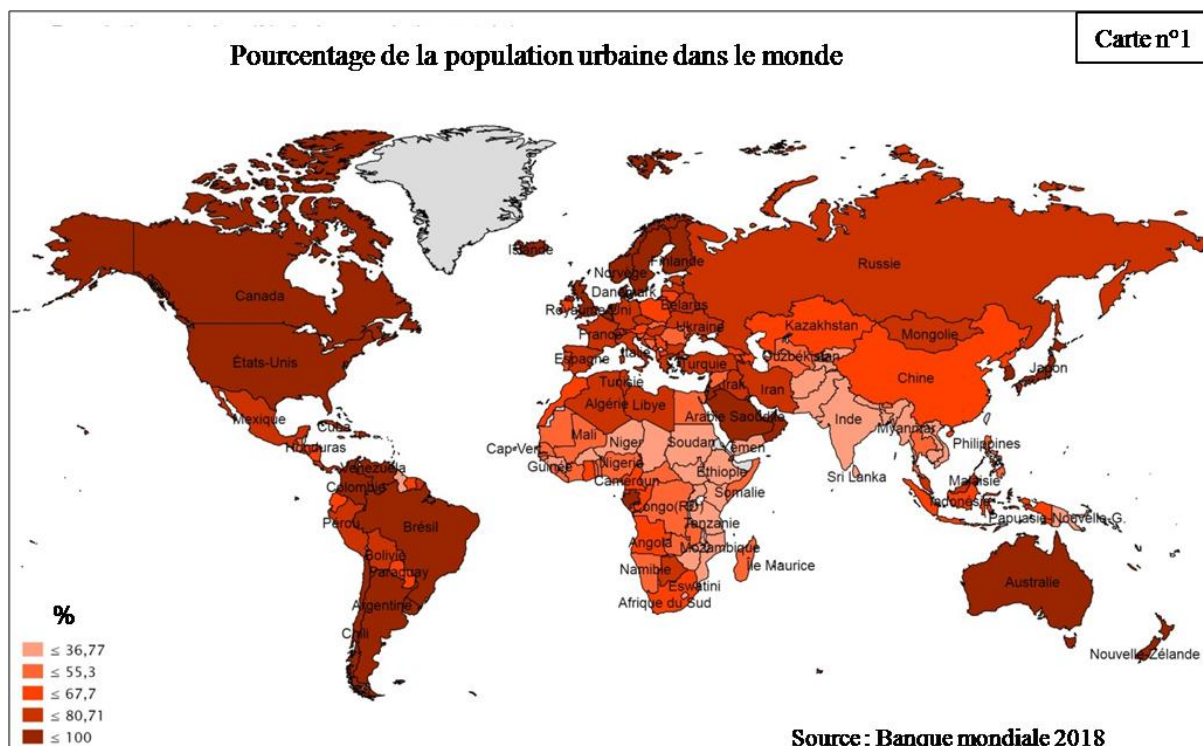 Carte n°1
Pourcentage de la population urbaine dans le monde
Islande
Norvège
Finlande
Russie
Canada
Danemark
Royaume-Uni
Belarus
France
Ukraine
Kazakhstan
Mongolie
États-Unis
Espagne
Italie
Turquie
Ouzbékistan
Chine
Japon
Tunisie
Irak
Iran
Mexique
Algérie
Libye
Arabie Saoudite
Inde
Myanmar
Cuba
Honduras
Cap-Vert
Mali
Niger
Soudan
Yemen
Philippines
Venezuela
Guinée
Nigerie
Éthiopie
Sri Lanka
Colombie
Cameroun
Somalie
Malaisie
Congo(RD)
Indonésie
Pérou
Brésil
Tanzanie
Papuasie-Nouvelle-G.
Bolivie
Angola
Mozambique
Île Maurice
Paraguay
Namibie
Eswatini
Australie
Argentine
Afrique du Sud
Chili
Nouvelle-Zélande
%
≤ 36,77
≤ 55,3
≤ 67,7
≤ 80,71
≤ 100
Source : Banque mondiale 2018